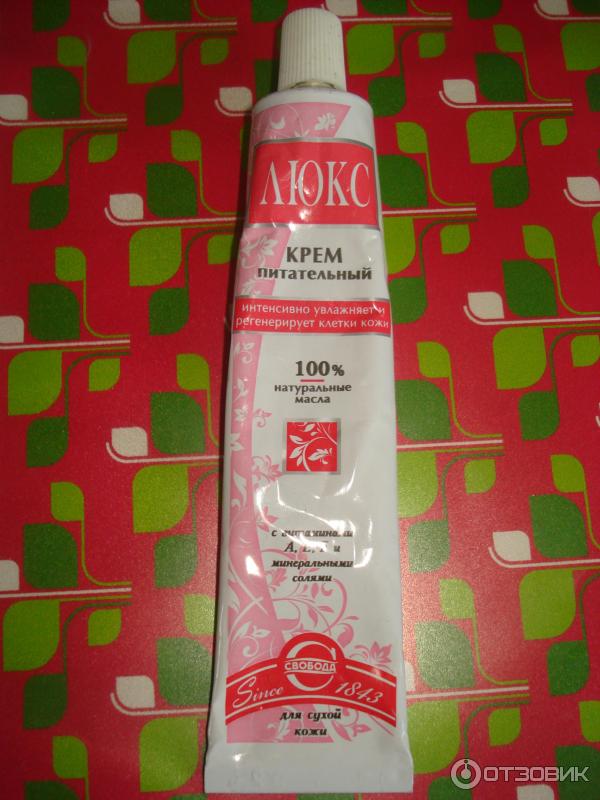 ЛЮКС
КРЕМ
питательный
интенсивно увлажняет и
регенерирует клетки кожи
100%
натуральные
масла
с витаминами
А, Е, F и
минеральными
солями
СВОБОДА
Since 1843
для сухой
кожи
ОТЗОВИК